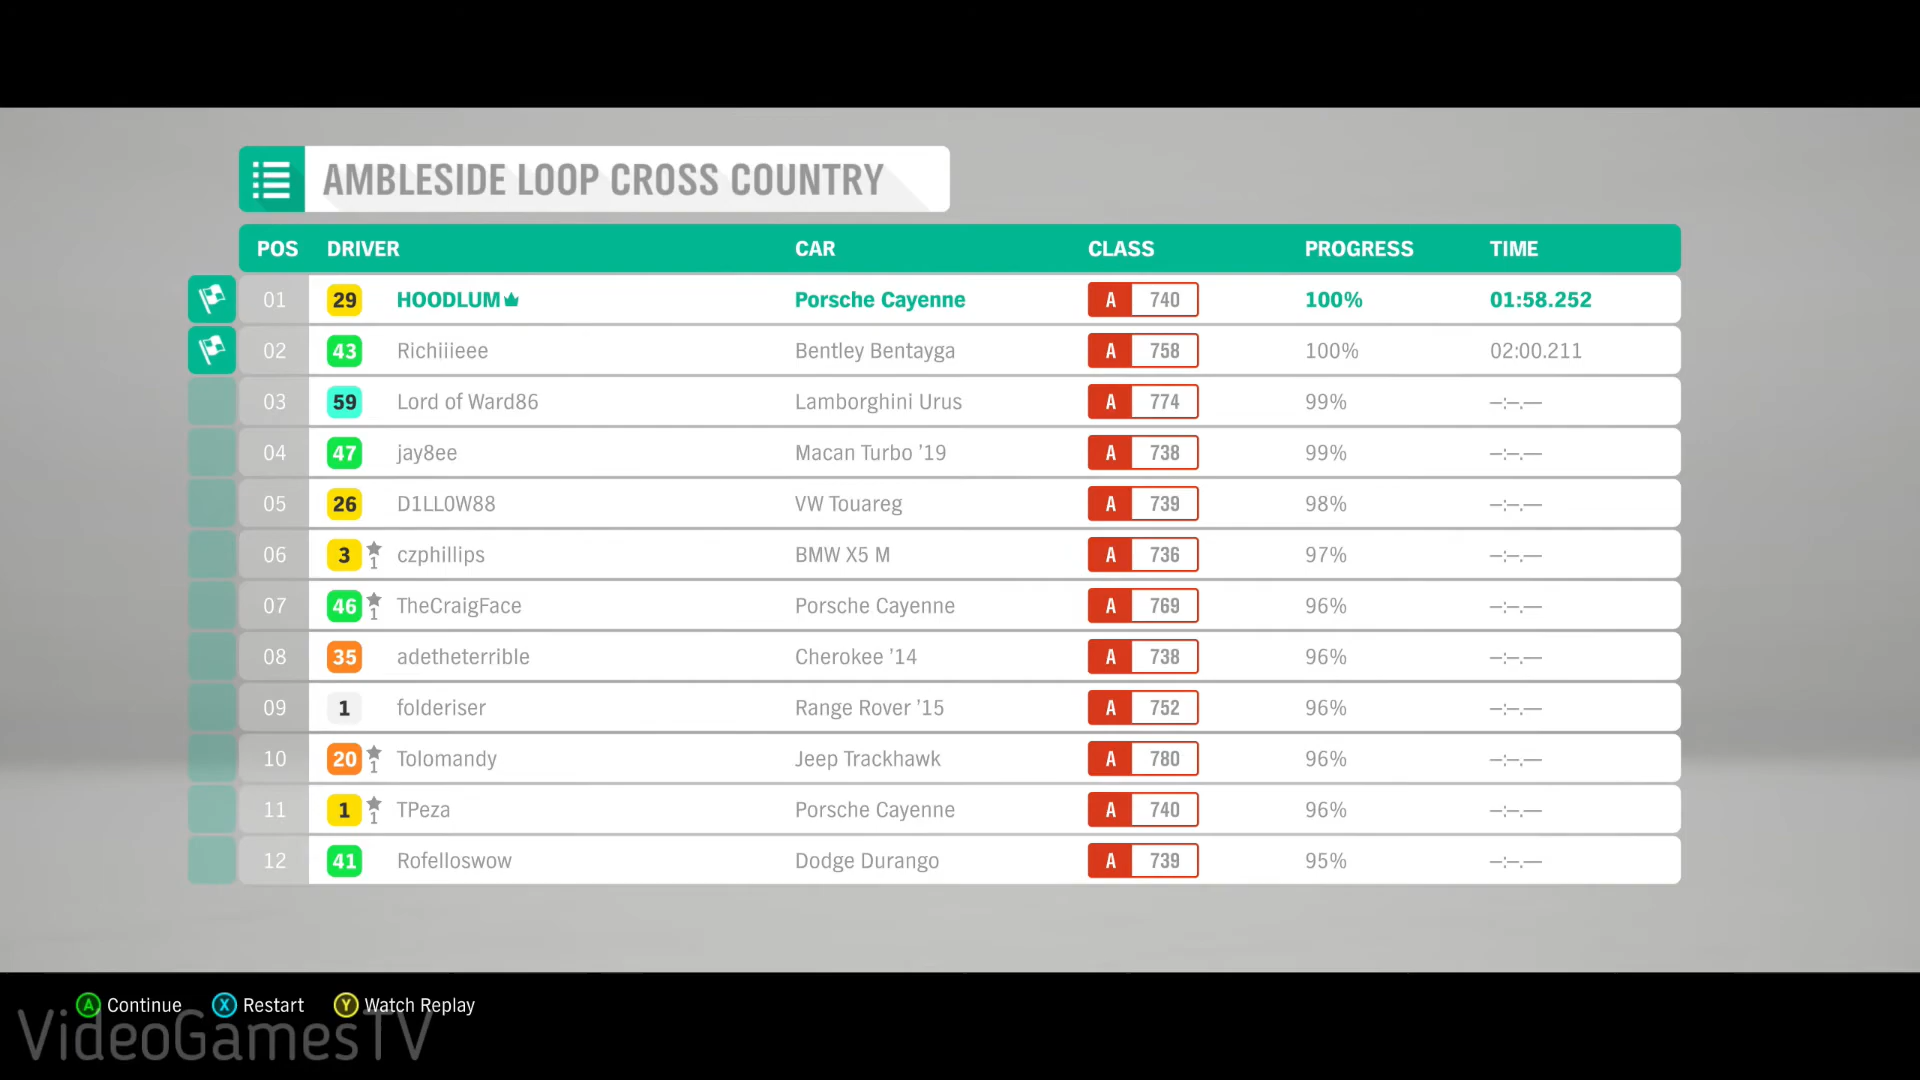 AMBLESIDE LOOP CROSS COUNTRY
POS DRIVER CAR CLASS PROGRESS TIME
01 29 HOODLUM Porsche Cayenne A 740 100% 01:58.252
02 43 Richiiieee Bentley Bentayga A 758 100% 02:00.211
03 59 Lord of Ward86 Lamborghini Urus A 774 99% –:–.––
04 47 jay8ee Macan Turbo '19 A 738 99% –:–.––
05 26 D1LL0W88 VW Touareg A 739 98% –:–.––
06 3 1 czphillips BMW X5 M A 736 97% –:–.––
07 46 1 TheCraigFace Porsche Cayenne A 769 96% –:–.––
08 35 adetheterrible Cherokee '14 A 738 96% –:–.––
09 1 folderiser Range Rover '15 A 752 96% –:–.––
10 20 1 Tolomandy Jeep Trackhawk A 780 96% –:–.––
11 1 1 TPeza Porsche Cayenne A 740 96% –:–.––
12 41 Rofelloswow Dodge Durango A 739 95% –:–.––
A Continue X Restart Y Watch Replay
VideoGamesTV